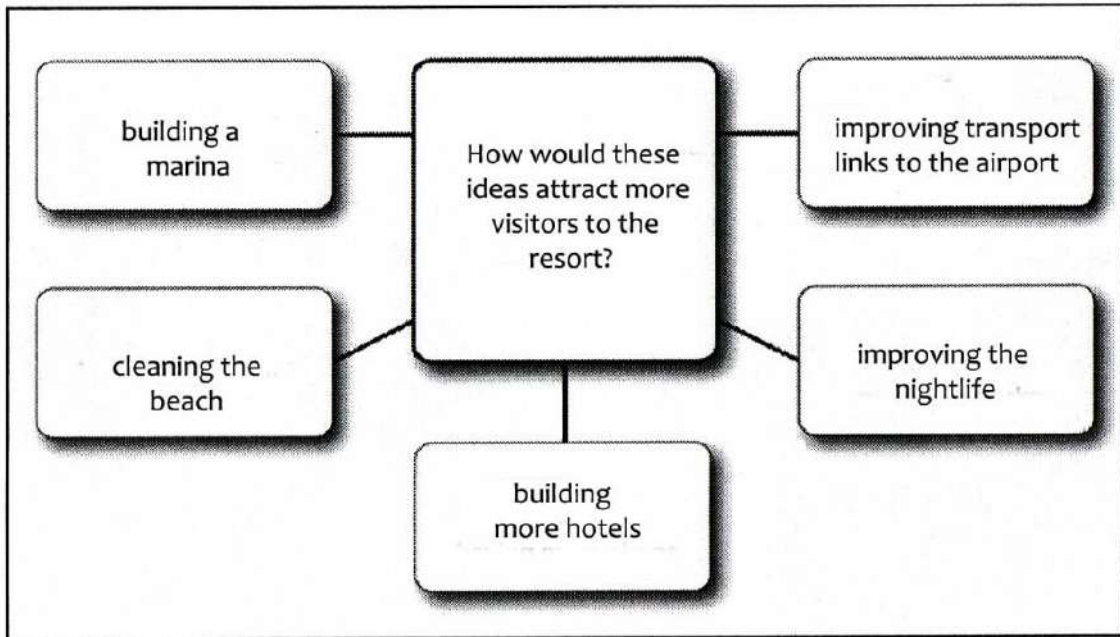 building a
marina
How would these
ideas attract more
visitors to the
resort?
improving transport
links to the airport
cleaning the
beach
improving the
nightlife
building
more hotels